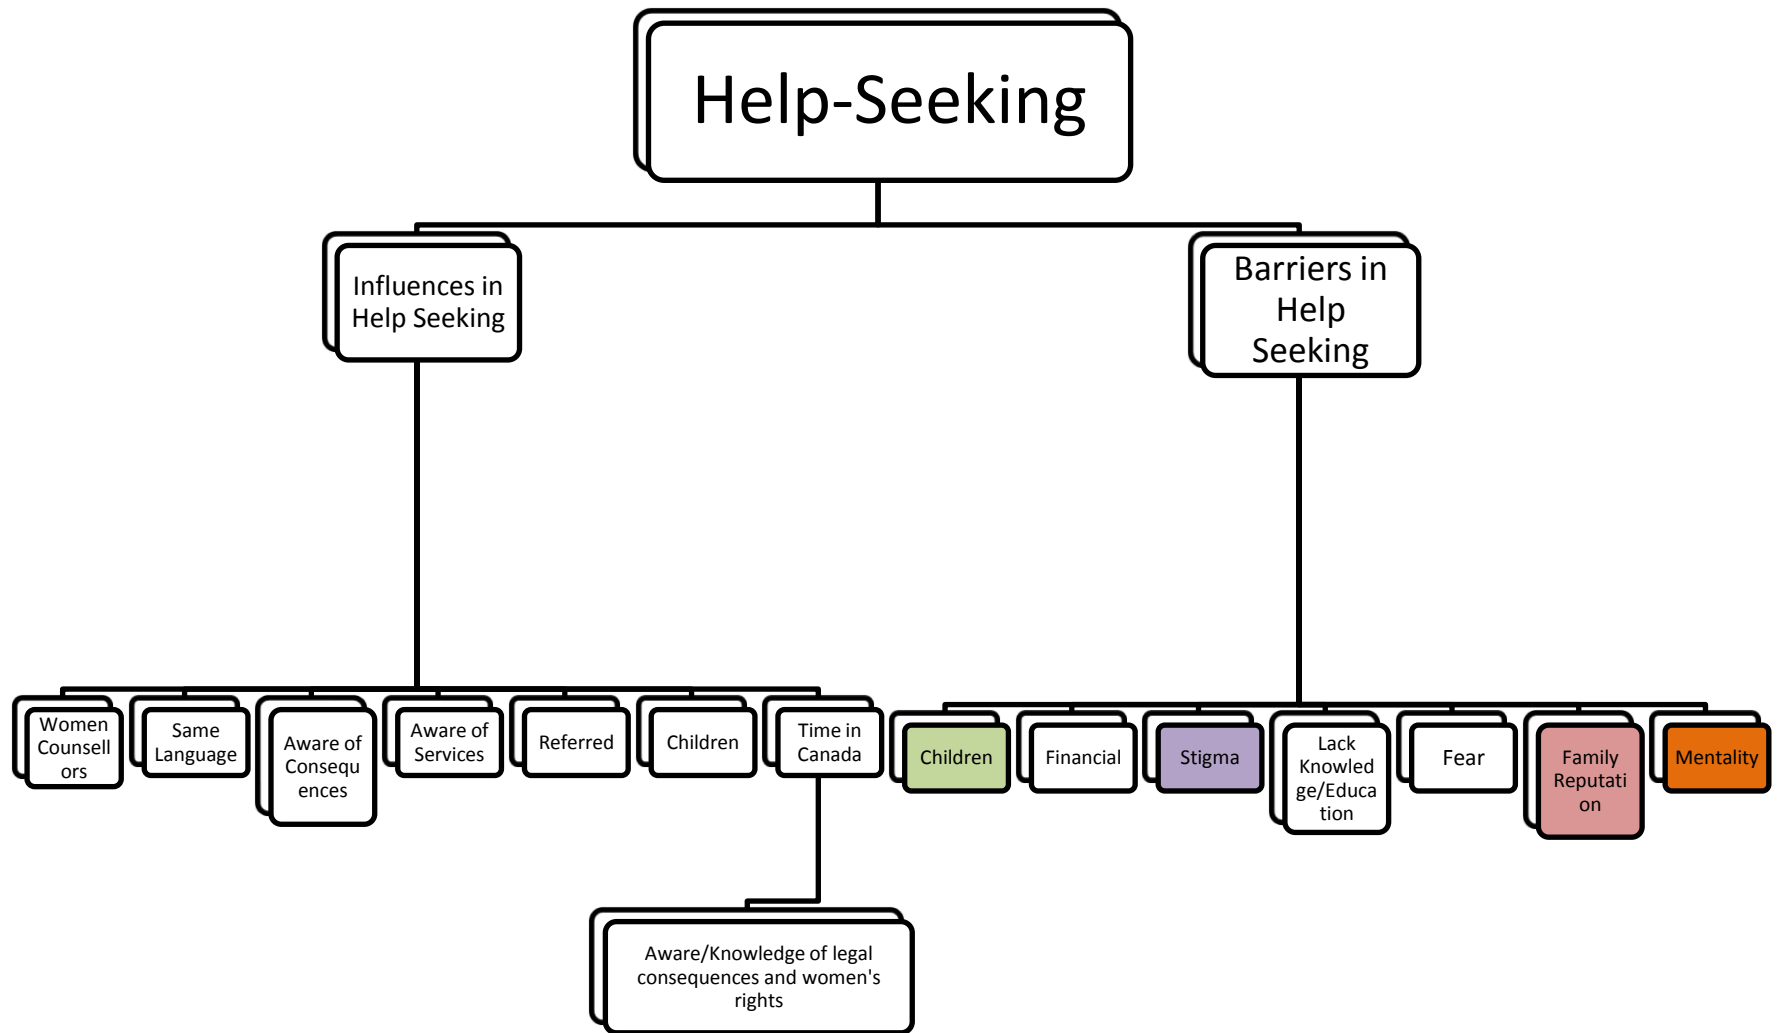 Help-Seeking
Influences in
Help Seeking
Barriers in
Help
Seeking
Women
Counsell
ors
Same
Language
Aware of
Consequ
ences
Aware of
Services
Referred
Children
Time in
Canada
Children
Financial
Stigma
Lack
Knowled
ge/Educa
tion
Fear
Family
Reputati
on
Mentality
Aware/Knowledge of legal
consequences and women's
rights